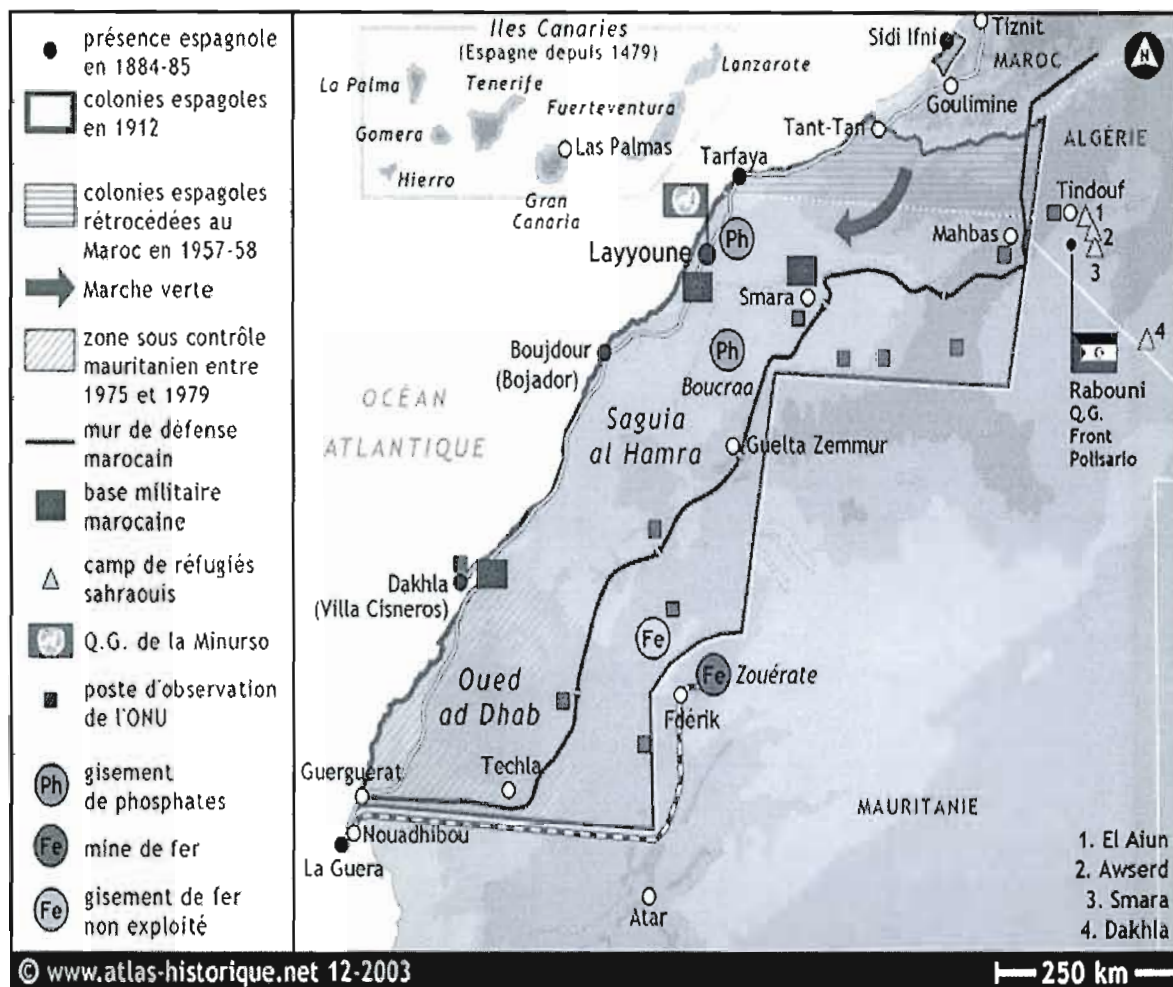 présence espagnole
en 1884-85
colonies espagoles
en 1912
colonies espagoles
rétrocédées au
Maroc en 1957-58
Marche verte
zone sous contrôle
mauritanien entre
1975 et 1979
mur de défense
marocain
base militaire
marocaine
camp de réfugiés
sahraouis
Q.G. de la Minurso
poste d'observation
de l'ONU
Ph
gisement
de phosphates
Fe
mine de fer
Fe
gisement de fer
non exploité
Iles Canaries
(Espagne depuis 1479)
La Palma
Tenerife
Lanzarote
Fuerteventura
Gomera
Las Palmas
Hierro
Gran
Canaria
Sidi Ifni
Tiznit
MAROC
N
Goulimine
Tant-Tan
ALGÉRIE
Tarfaya
Tindouf
1
2
3
4
Mahbas
Layyoune
Ph
Smara
Boujdour
(Bojador)
Ph
Boucraa
Rabouni
Q.G.
Front
Polisario
OCÉAN
ATLANTIQUE
Saguia
al Hamra
Guelta Zemmur
Dakhla
(Villa Cisneros)
Fe
Fe
Zouérate
Fdérik
Oued
ad Dhab
Techla
Guerguerat
MAURITANIE
Nouadhibou
La Guera
Atar
1. El Aiun
2. Awserd
3. Smara
4. Dakhla
© www.atlas-historique.net 12-2003
250 km